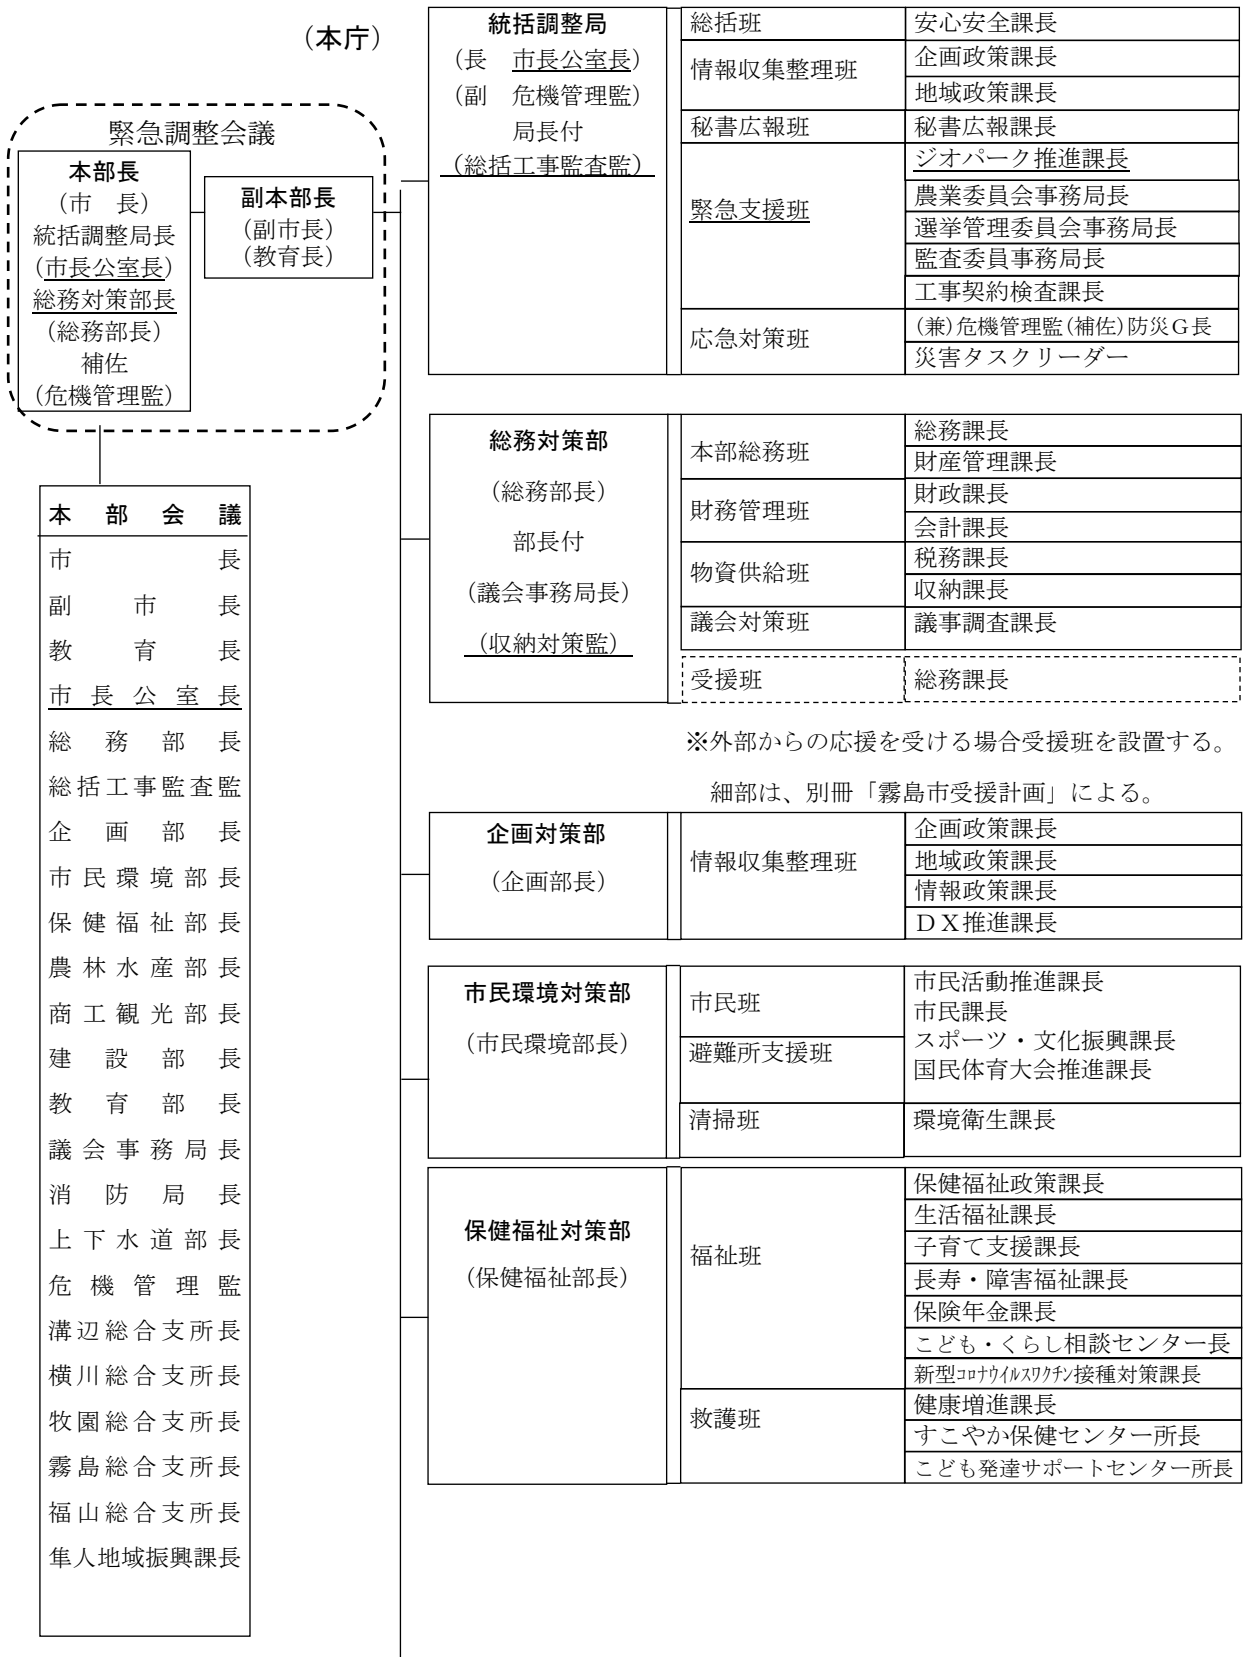 （本庁）
緊急調整会議
本部長
（市　長）
統括調整局長
（市長公室長）
総務対策部長
（総務部長）
補佐
（危機管理監）
副本部長
（副市長）
（教育長）
本部会議
市長
副市長
教育長
市長公室長
総務部長
総括工事監査監
企画部長
市民環境部長
保健福祉部長
農林水産部長
商工観光部長
建設部長
教育部長
議会事務局長
消防局長
上下水道部長
危機管理監
溝辺総合支所長
横川総合支所長
牧園総合支所長
霧島総合支所長
福山総合支所長
隼人地域振興課長
統括調整局
（長　市長公室長）
（副　危機管理監）
局長付
（総括工事監査監）
総括班
安心安全課長
情報収集整理班
企画政策課長
地域政策課長
秘書広報班
秘書広報課長
緊急支援班
ジオパーク推進課長
農業委員会事務局長
選挙管理委員会事務局長
監査委員事務局長
工事契約検査課長
応急対策班
（兼）危機管理監（補佐）防災Ｇ長
災害タスクリーダー
総務対策部
（総務部長）
部長付
（議会事務局長）
（収納対策監）
本部総務班
総務課長
財産管理課長
財務管理班
財政課長
会計課長
物資供給班
税務課長
収納課長
議会対策班
議事調査課長
受援班
総務課長
※外部からの応援を受ける場合受援班を設置する。
細部は、別冊「霧島市受援計画」による。
企画対策部
（企画部長）
情報収集整理班
企画政策課長
地域政策課長
情報政策課長
ＤＸ推進課長
市民環境対策部
（市民環境部長）
市民班
避難所支援班
市民活動推進課長
市民課長
スポーツ・文化振興課長
国民体育大会推進課長
清掃班
環境衛生課長
保健福祉対策部
（保健福祉部長）
福祉班
保健福祉政策課長
生活福祉課長
子育て支援課長
長寿・障害福祉課長
保険年金課長
こども・くらし相談センター長
新型ｺﾛﾅｳｲﾙｽﾜｸﾁﾝ接種対策課長
救護班
健康増進課長
すこやか保健センター所長
こども発達サポートセンター所長